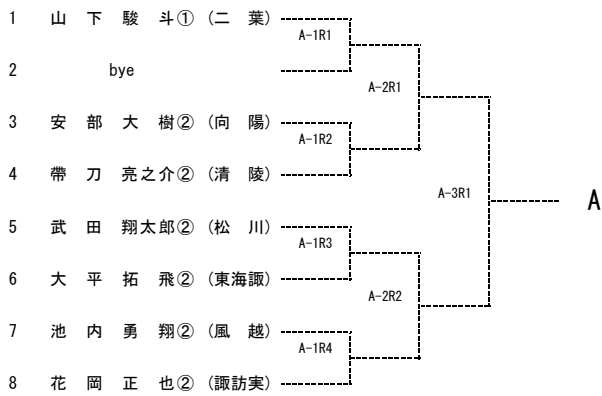 1 山 下 駿 斗① (二 葉)
A-1R1
2 bye
A-2R1
3 安 部 大 樹② (向 陽)
A-1R2
4 帶 刀 亮之介② (清 陵)
A-3R1 A
5 武 田 翔太郎② (松 川)
A-1R3
6 大 平 拓 飛② (東海諏)
A-2R2
7 池 内 勇 翔② (風 越)
A-1R4
8 花 岡 正 也② (諏訪実)